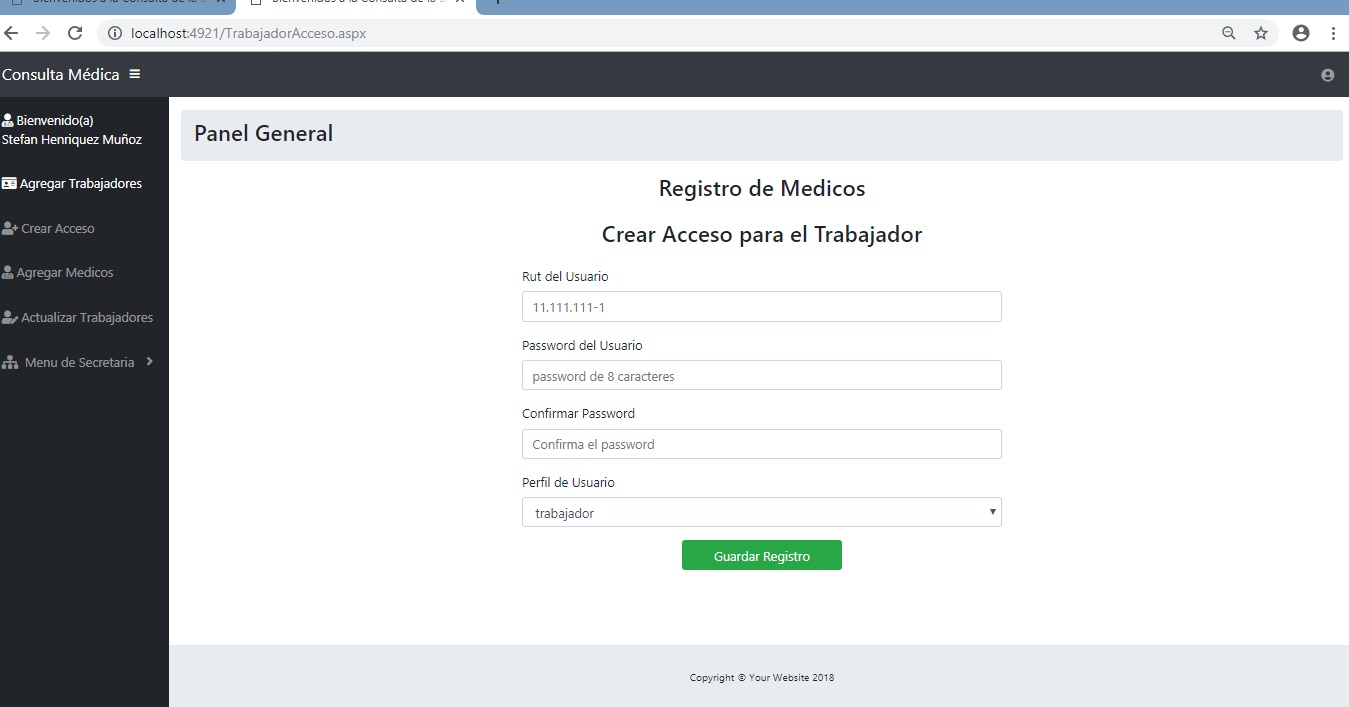 localhost:4921/TrabajadorAcceso.aspx
Consulta Médica
Bienvenido(a)
Stefan Henriquez Muñoz
Agregar Trabajadores
Crear Acceso
Agregar Medicos
Actualizar Trabajadores
Menu de Secretaria
Panel General
Registro de Medicos
Crear Acceso para el Trabajador
Rut del Usuario
11.111.111-1
Password del Usuario
password de 8 caracteres
Confirmar Password
Confirma el password
Perfil de Usuario
trabajador
Guardar Registro
Copyright © Your Website 2018